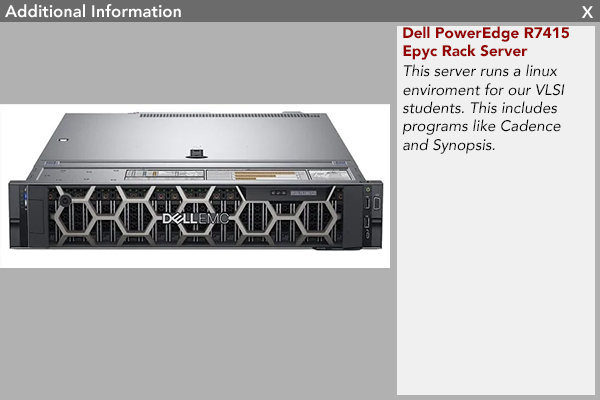 Additional Information X
Dell PowerEdge R7415
Epyc Rack Server
This server runs a linux
enviroment for our VLSI
students. This includes
programs like Cadence
and Synopsis.
DELLEMC